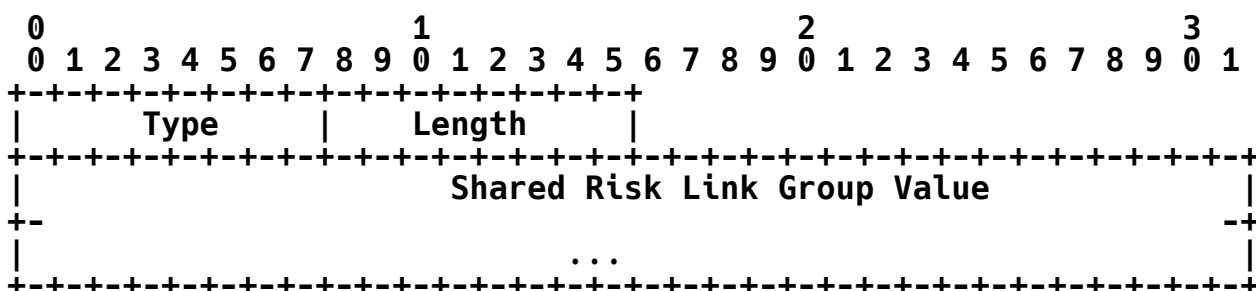 0                   1                   2                   3
 0 1 2 3 4 5 6 7 8 9 0 1 2 3 4 5 6 7 8 9 0 1 2 3 4 5 6 7 8 9 0 1
+-+-+-+-+-+-+-+-+-+-+-+-+-+-+-+-+
|      Type     |    Length     |
+-+-+-+-+-+-+-+-+-+-+-+-+-+-+-+-+-+-+-+-+-+-+-+-+-+-+-+-+-+-+-+-+
|                      Shared Risk Link Group Value             |
+-                                                             -+
|                            ...                                |
+-+-+-+-+-+-+-+-+-+-+-+-+-+-+-+-+-+-+-+-+-+-+-+-+-+-+-+-+-+-+-+-+